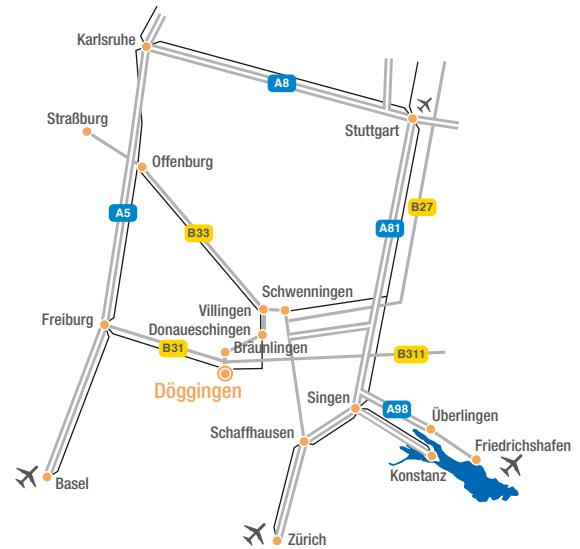 Karlsruhe
A8
Straßburg
Stuttgart
Offenburg
A5
B27
A81
B33
Schwenningen
Villingen
Freiburg
Donaueschingen
Bräunlingen
B31
B311
Döggingen
Singen
A98
Überlingen
Schaffhausen
Friedrichshafen
Konstanz
Basel
Zürich